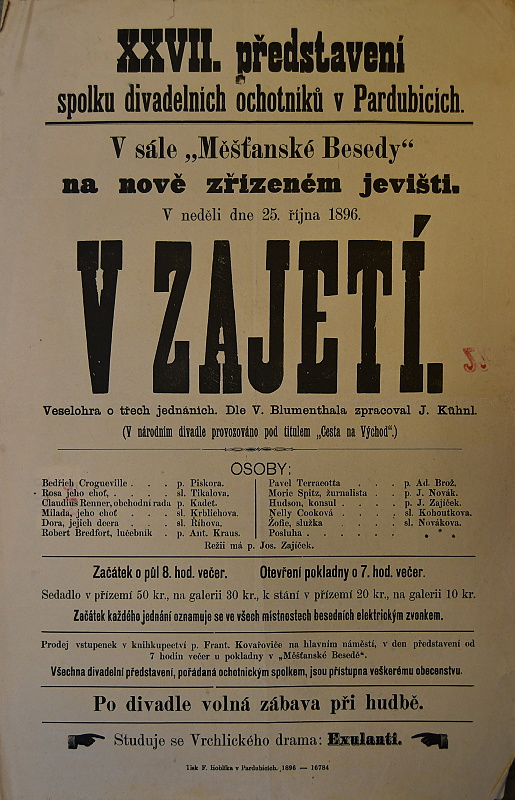 XXVII. představení
spolku divadelních ochotníků v Pardubicích.
V sále „Měšťanské Besedy“
na nově zřízeném jevišti.
V neděli dne 25. října 1896.
V ZAJETÍ.
Veselohra o třech jednáních. Dle V. Blumenthala zpracoval J. Kühnl.
(V národním divadle provozováno pod titulem „Cesta na Východ“.)
OSOBY:
Bedřich Crogneville . . . p. Piskora.
Rosa jeho choť, . . . . sl. Tikalova.
Claudius Renner, obchodní rada p. Kadet.
Milada, jeho choť . . . sl. Krblichova.
Dora, jejich dcera . . . sl. Říhova.
Robert Bredfort, lučebník . p. Ant. Kraus.
Pavel Terracotta . . . p. Ad. Brož.
Moric Spitz, žurnalista . . p. J. Novák.
Hudson, konsul . . . . p. J. Zajíček.
Nelly Cooková . . . . sl. Kohoutkova.
Žofie, služka . . . . sl. Novákova.
Posluha . . . . . * * *
Režii má p. Jos. Zajíček.
Začátek o půl 8. hod. večer. Otevření pokladny o 7. hod. večer.
Sedadlo v přízemí 50 kr., na galerii 30 kr., k stání v přízemí 20 kr., na galerii 10 kr.
Začátek každého jednání oznamuje se ve všech místnostech besedních elektrickým zvonkem.
Prodej vstupenek v knihkupectví p. Frant. Kovařoviče na hlavním náměstí, v den představení od
7 hodin večer u pokladny v „Měšťanské Besedě“.
Všechna divadelní představení, pořádaná ochotnickým spolkem, jsou přístupna veškerému obecenstvu.
Po divadle volná zábava při hudbě.
Studuje se Vrchlického drama: Exulanti.
Tisk F. Hoblíka v Pardubicích. 1896 — 16784